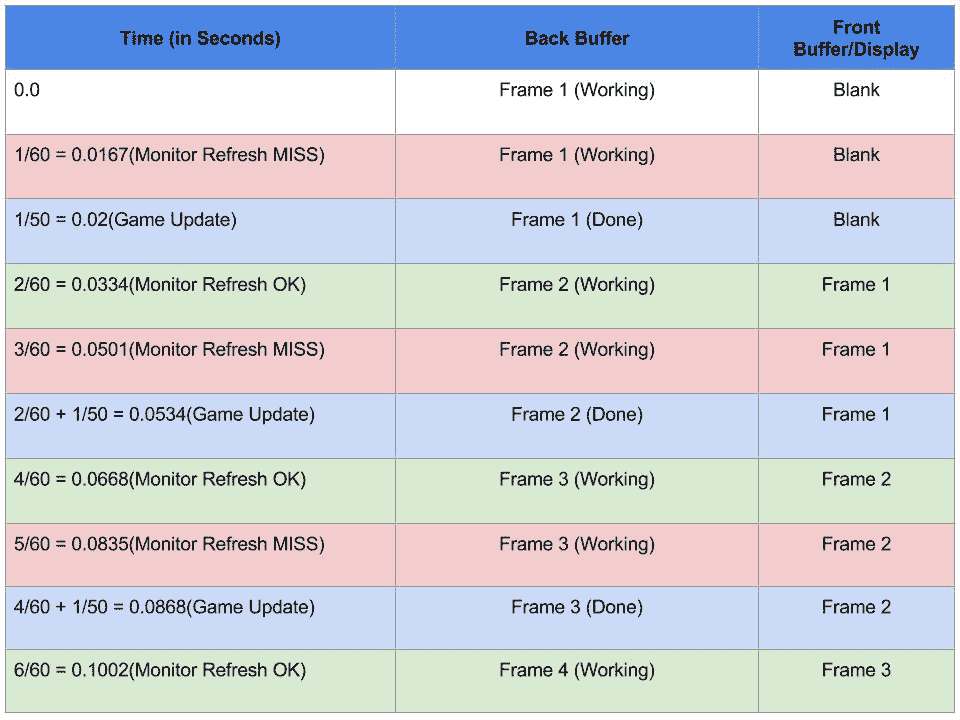 Time (in Seconds) Back Buffer Front Buffer/Display
0.0 Frame 1 (Working) Blank
1/60 = 0.0167(Monitor Refresh MISS) Frame 1 (Working) Blank
1/50 = 0.02(Game Update) Frame 1 (Done) Blank
2/60 = 0.0334(Monitor Refresh OK) Frame 2 (Working) Frame 1
3/60 = 0.0501(Monitor Refresh MISS) Frame 2 (Working) Frame 1
2/60 + 1/50 = 0.0534(Game Update) Frame 2 (Done) Frame 1
4/60 = 0.0668(Monitor Refresh OK) Frame 3 (Working) Frame 2
5/60 = 0.0835(Monitor Refresh MISS) Frame 3 (Working) Frame 2
4/60 + 1/50 = 0.0868(Game Update) Frame 3 (Done) Frame 2
6/60 = 0.1002(Monitor Refresh OK) Frame 4 (Working) Frame 3